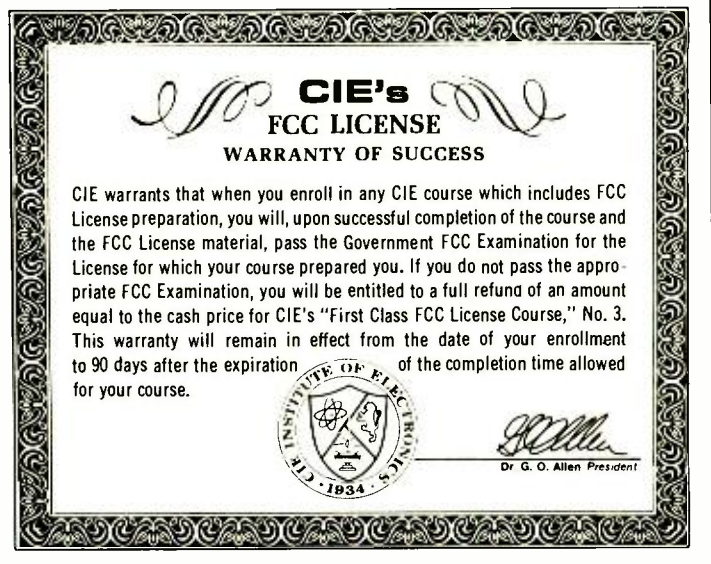 CIE's
FCC LICENSE
WARRANTY OF SUCCESS
CIE warrants that when you enroll in any CIE course which includes FCC
License preparation, you will, upon successful completion of the course and
the FCC License material, pass the Government FCC Examination for the
License for which your course prepared you. If you do not pass the appro-
priate FCC Examination, you will be entitled to a full refund of an amount
equal to the cash price for CIE's "First Class FCC License Course," No. 3.
This warranty will remain in effect from the date of your enrollment
to 90 days after the expiration of the completion time allowed
for your course.
CIE INSTITUTE OF ELECTRONICS
· 1934 ·
G O Allen
Dr G. O. Allen President